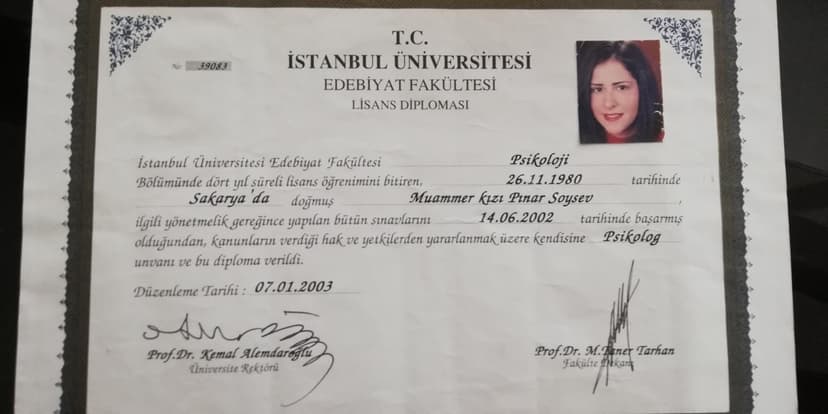 T.C.
İSTANBUL ÜNİVERSİTESİ
EDEBİYAT FAKÜLTESİ
LİSANS DİPLOMASI
39083
İstanbul Üniversitesi Edebiyat Fakültesi Psikoloji
Bölümünde dört yıl süreli lisans öğrenimini bitiren, 26.11.1980 tarihinde
Sakarya'da doğmuş Muammer kızı Pınar Soysev ,
ilgili yönetmelik gereğince yapılan bütün sınavlarını 14.06.2002 tarihinde başarmış
olduğundan, kanunların verdiği hak ve yetkilerden yararlanmak üzere kendisine Psikolog
unvanı ve bu diploma verildi.
Düzenleme Tarihi : 07.01.2003
Prof.Dr. Kemal Alemdaroğlu
Üniversite Rektörü
Prof.Dr. M.Taner Tarhan
Fakülte Dekanı